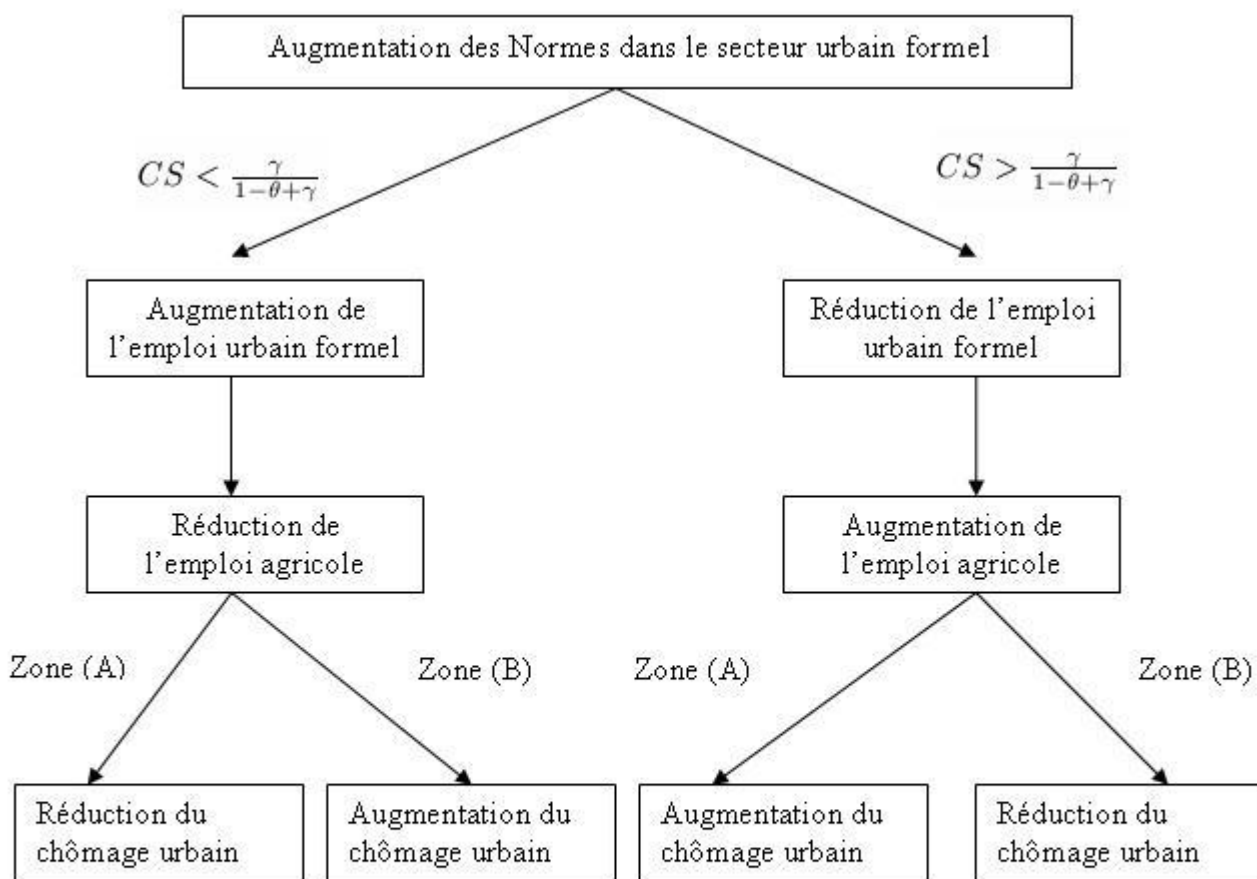 Augmentation des Normes dans le secteur urbain formel
CS < γ/(1−θ+γ)
CS > γ/(1−θ+γ)
Augmentation de
l’emploi urbain formel
Réduction de l’emploi
urbain formel
Réduction de
l’emploi agricole
Augmentation de
l’emploi agricole
Zone (A)
Zone (B)
Zone (A)
Zone (B)
Réduction du
chômage urbain
Augmentation du
chômage urbain
Augmentation du
chômage urbain
Réduction du
chômage urbain